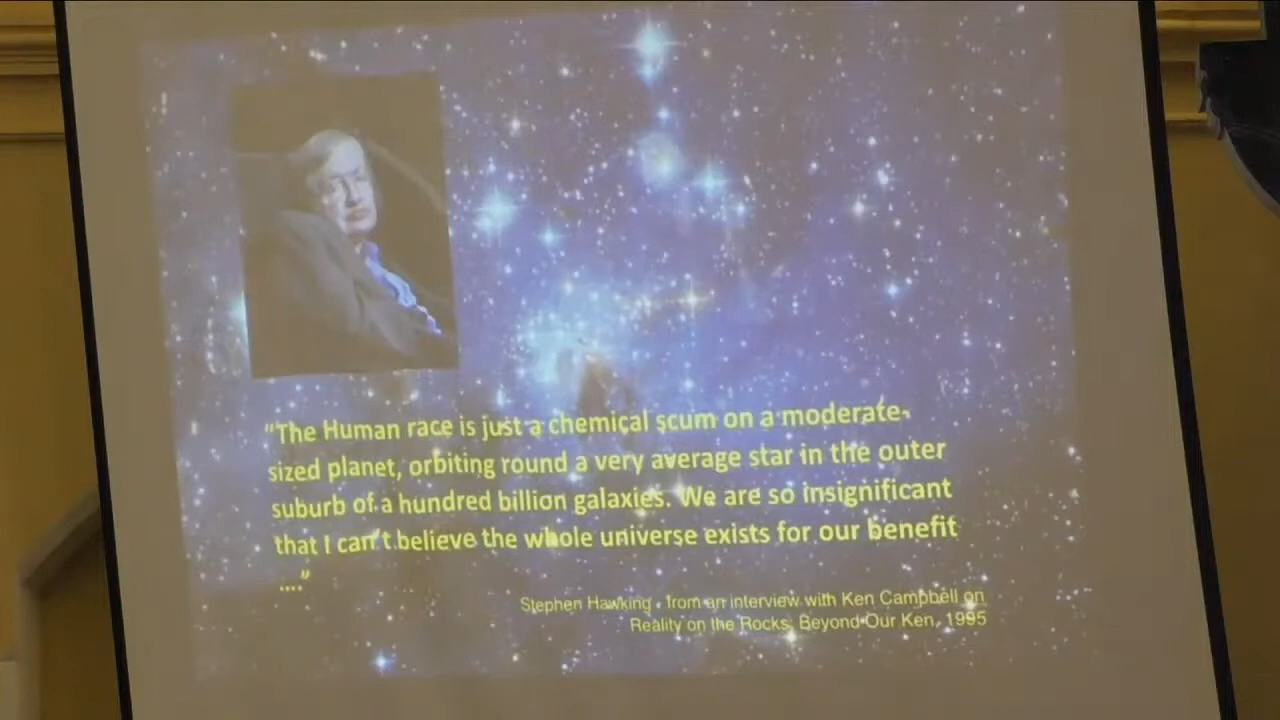 "The Human race is just a chemical scum on a moderate-
sized planet, orbiting round a very average star in the outer
suburb of a hundred billion galaxies. We are so insignificant
that I can't believe the whole universe exists for our benefit
...."
Stephen Hawking - from an interview with Ken Campbell on
Reality on the Rocks: Beyond Our Ken, 1995